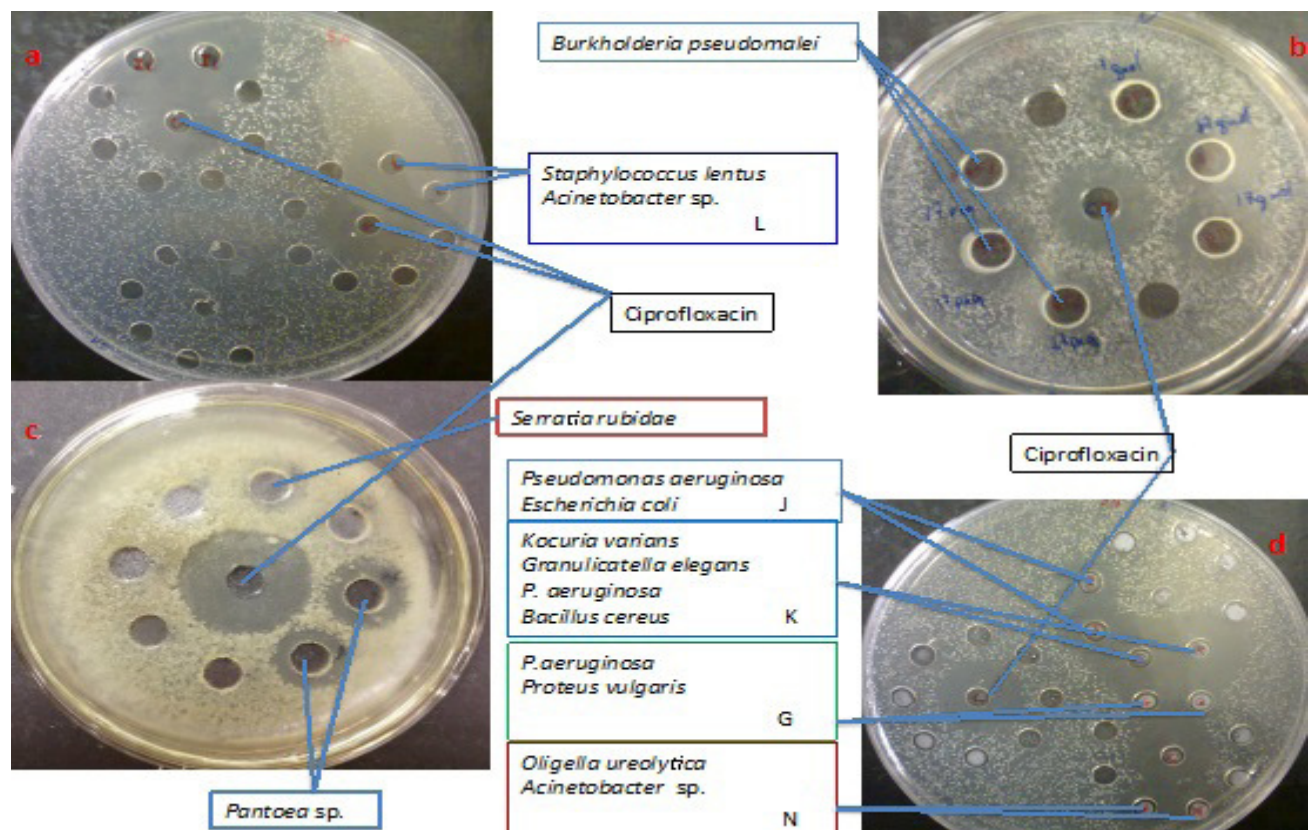 a
Burkholderia pseudomalei
b
Staphylococcus lentus
Acinetobacter sp.
L
Ciprofloxacin
c
Serratia rubidae
Ciprofloxacin
Pseudomonas aeruginosa
Escherichia coli J
d
Kocuria varians
Granulicatella elegans
P. aeruginosa
Bacillus cereus K
P.aeruginosa
Proteus vulgaris
G
Oligella ureolytica
Acinetobacter sp.
N
Pantoea sp.